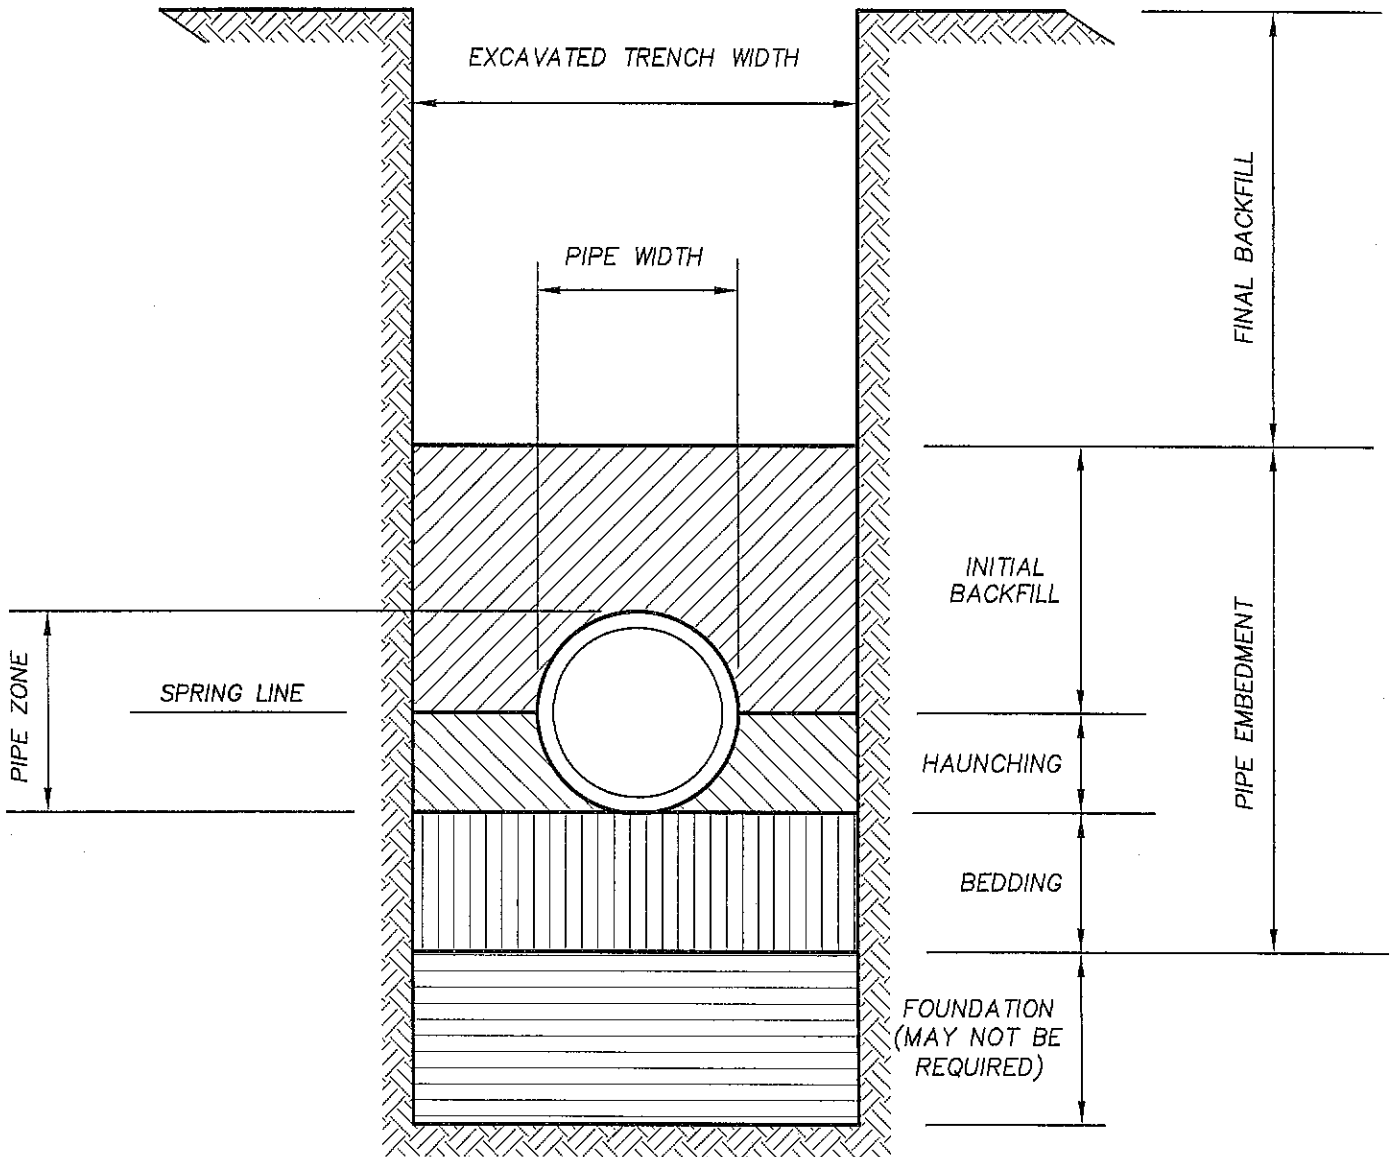 EXCAVATED TRENCH WIDTH
PIPE WIDTH
FINAL BACKFILL
INITIAL
BACKFILL
PIPE ZONE
SPRING LINE
PIPE EMBEDMENT
HAUNCHING
BEDDING
FOUNDATION
(MAY NOT BE
REQUIRED)